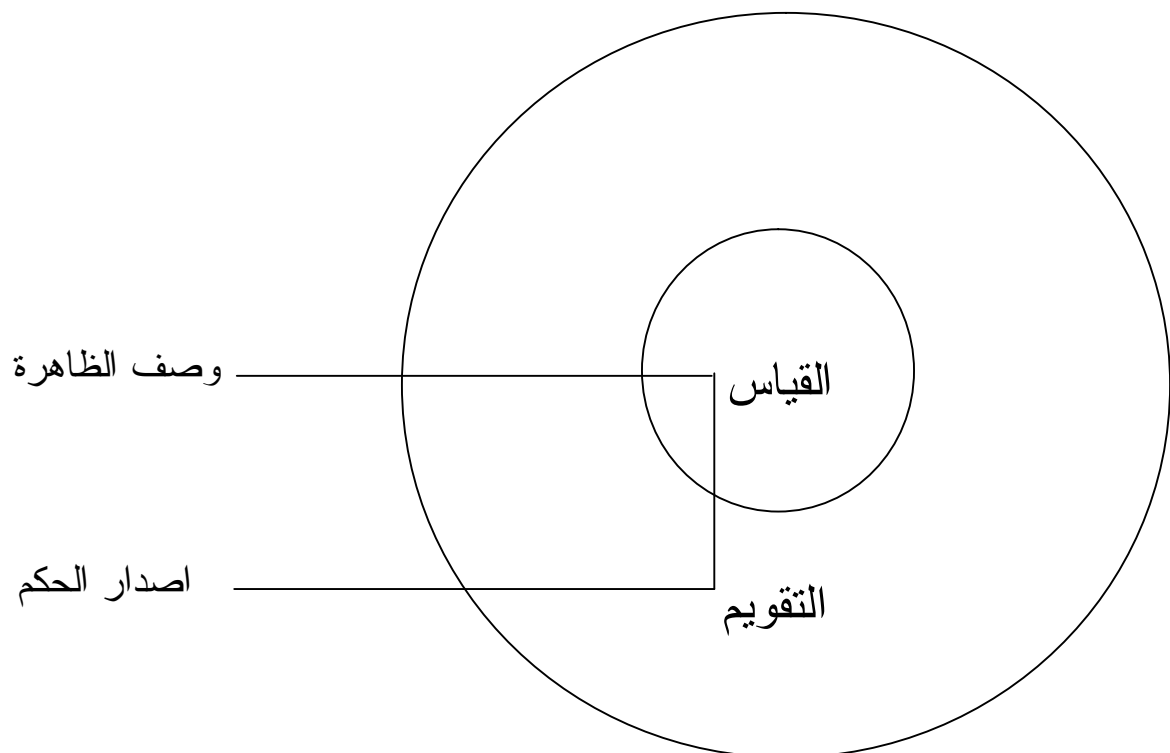 القياس
وصف الظاهرة
التقويم
اصدار الحكم